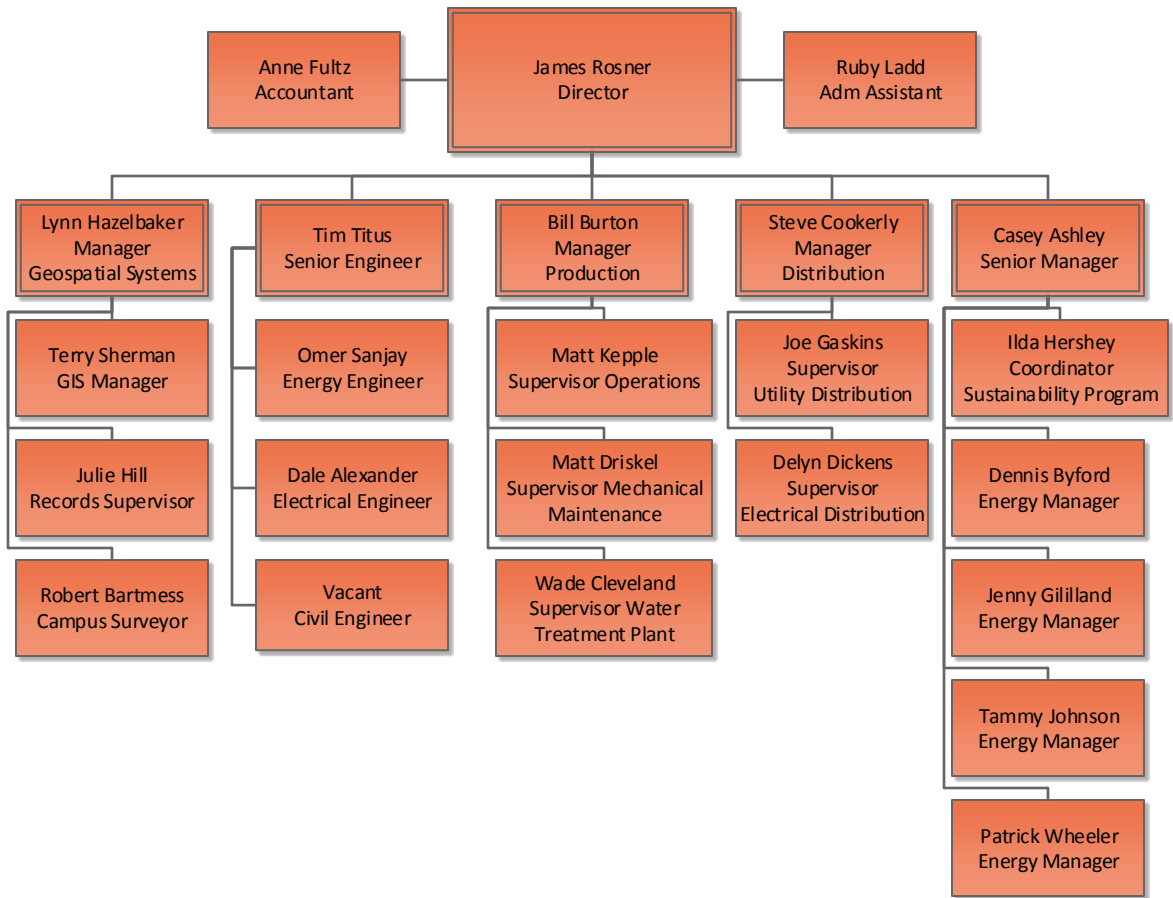 Anne Fultz
Accountant
James Rosner
Director
Ruby Ladd
Adm Assistant
Lynn Hazelbaker
Manager
Geospatial Systems
Tim Titus
Senior Engineer
Bill Burton
Manager
Production
Steve Cookerly
Manager
Distribution
Casey Ashley
Senior Manager
Terry Sherman
GIS Manager
Omer Sanjay
Energy Engineer
Matt Kepple
Supervisor Operations
Joe Gaskins
Supervisor
Utility Distribution
Ilda Hershey
Coordinator
Sustainability Program
Julie Hill
Records Supervisor
Dale Alexander
Electrical Engineer
Matt Driskel
Supervisor Mechanical
Maintenance
Delyn Dickens
Supervisor
Electrical Distribution
Dennis Byford
Energy Manager
Robert Bartmess
Campus Surveyor
Vacant
Civil Engineer
Wade Cleveland
Supervisor Water
Treatment Plant
Jenny Gililland
Energy Manager
Tammy Johnson
Energy Manager
Patrick Wheeler
Energy Manager